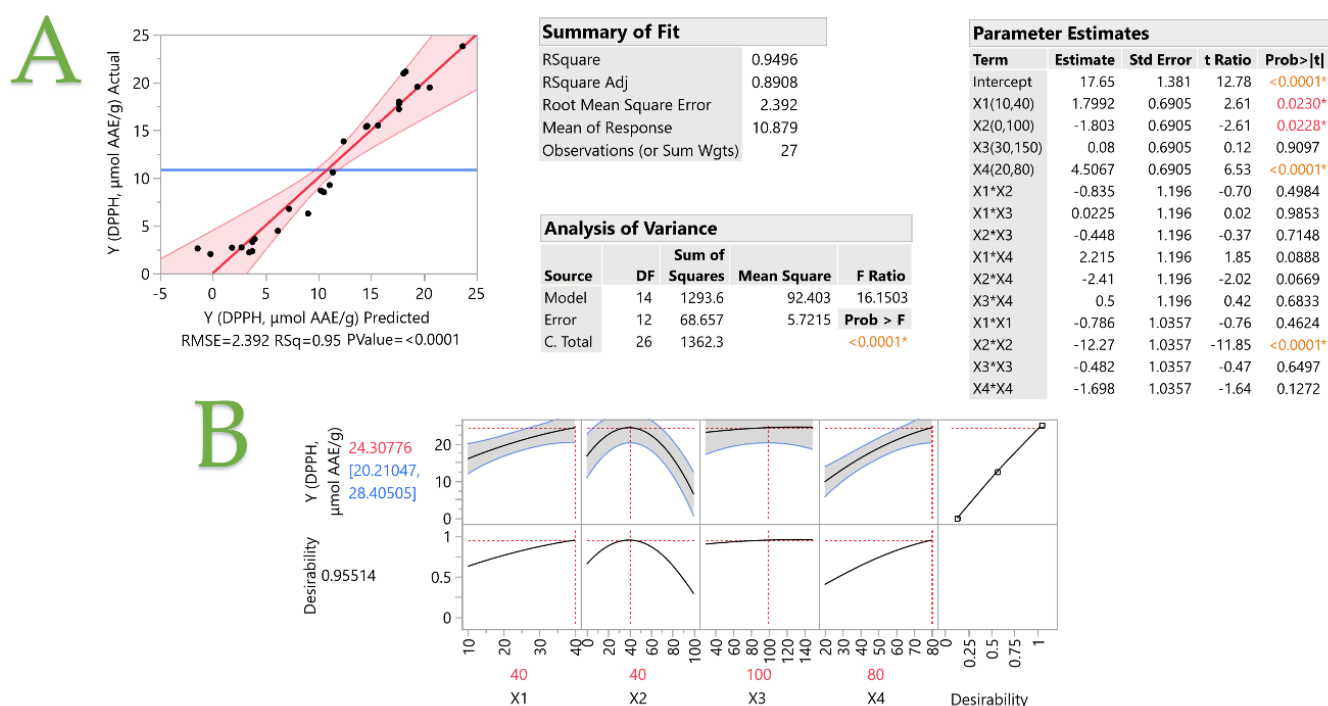 A
Y (DPPH, µmol AAE/g) Actual
25
20
15
10
5
0
-5 0 5 10 15 20 25
Y (DPPH, µmol AAE/g) Predicted
RMSE=2.392 RSq=0.95 PValue=<0.0001
Summary of Fit
RSquare 0.9496
RSquare Adj 0.8908
Root Mean Square Error 2.392
Mean of Response 10.879
Observations (or Sum Wgts) 27
Analysis of Variance
Sum of
Source DF Squares Mean Square F Ratio
Model 14 1293.6 92.403 16.1503
Error 12 68.657 5.7215 Prob > F
C. Total 26 1362.3 <0.0001*
Parameter Estimates
Term Estimate Std Error t Ratio Prob>|t|
Intercept 17.65 1.381 12.78 <0.0001*
X1(10,40) 1.7992 0.6905 2.61 0.0230*
X2(0,100) -1.803 0.6905 -2.61 0.0228*
X3(30,150) 0.08 0.6905 0.12 0.9097
X4(20,80) 4.5067 0.6905 6.53 <0.0001*
X1*X2 -0.835 1.196 -0.70 0.4984
X1*X3 0.0225 1.196 0.02 0.9853
X2*X3 -0.448 1.196 -0.37 0.7148
X1*X4 2.215 1.196 1.85 0.0888
X2*X4 -2.41 1.196 -2.02 0.0669
X3*X4 0.5 1.196 0.42 0.6833
X1*X1 -0.786 1.0357 -0.76 0.4624
X2*X2 -12.27 1.0357 -11.85 <0.0001*
X3*X3 -0.482 1.0357 -0.47 0.6497
X4*X4 -1.698 1.0357 -1.64 0.1272
B
Y (DPPH,
µmol AAE/g)
24.30776
[20.21047,
28.40505]
20
10
0
Desirability
0.95514
1
0.5
0
10 20 30 40 0 20 40 60 80 100 40 60 80 100 120 140 20 30 40 50 60 70 80 0 0.25 0.5 0.75 1
40 40 100 80
X1 X2 X3 X4 Desirability